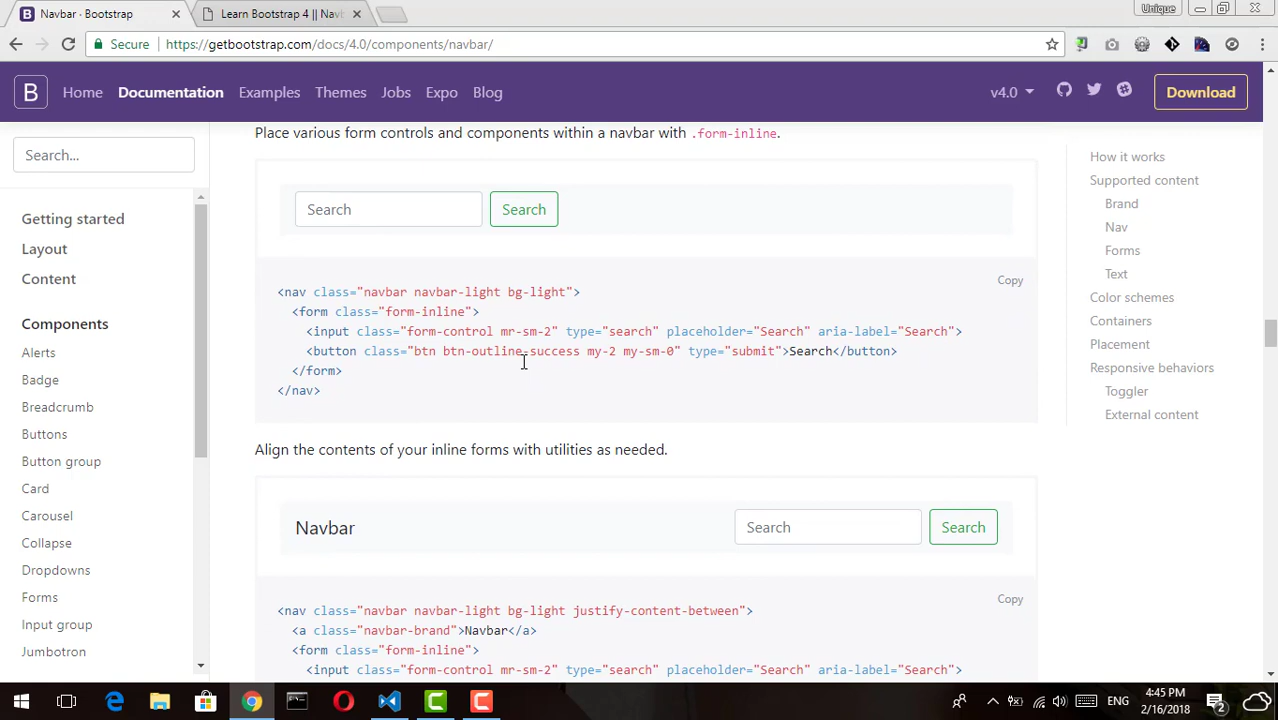 Navbar · Bootstrap
Learn Bootstrap 4 || Navb
Unique
Secure
https://getbootstrap.com/docs/4.0/components/navbar/
B
Home
Documentation
Examples
Themes
Jobs
Expo
Blog
v4.0
Download
Search...
Getting started
Layout
Content
Components
Alerts
Badge
Breadcrumb
Buttons
Button group
Card
Carousel
Collapse
Dropdowns
Forms
Input group
Jumbotron
Place various form controls and components within a navbar with .form-inline.
Search
Search
Copy
<nav class="navbar navbar-light bg-light">
<form class="form-inline">
<input class="form-control mr-sm-2" type="search" placeholder="Search" aria-label="Search">
<button class="btn btn-outline-success my-2 my-sm-0" type="submit">Search</button>
</form>
</nav>
Align the contents of your inline forms with utilities as needed.
Navbar
Search
Search
Copy
<nav class="navbar navbar-light bg-light justify-content-between">
<a class="navbar-brand">Navbar</a>
<form class="form-inline">
<input class="form-control mr-sm-2" type="search" placeholder="Search" aria-label="Search">
How it works
Supported content
Brand
Nav
Forms
Text
Color schemes
Containers
Placement
Responsive behaviors
Toggler
External content
ENG
4:45 PM
2/16/2018
2